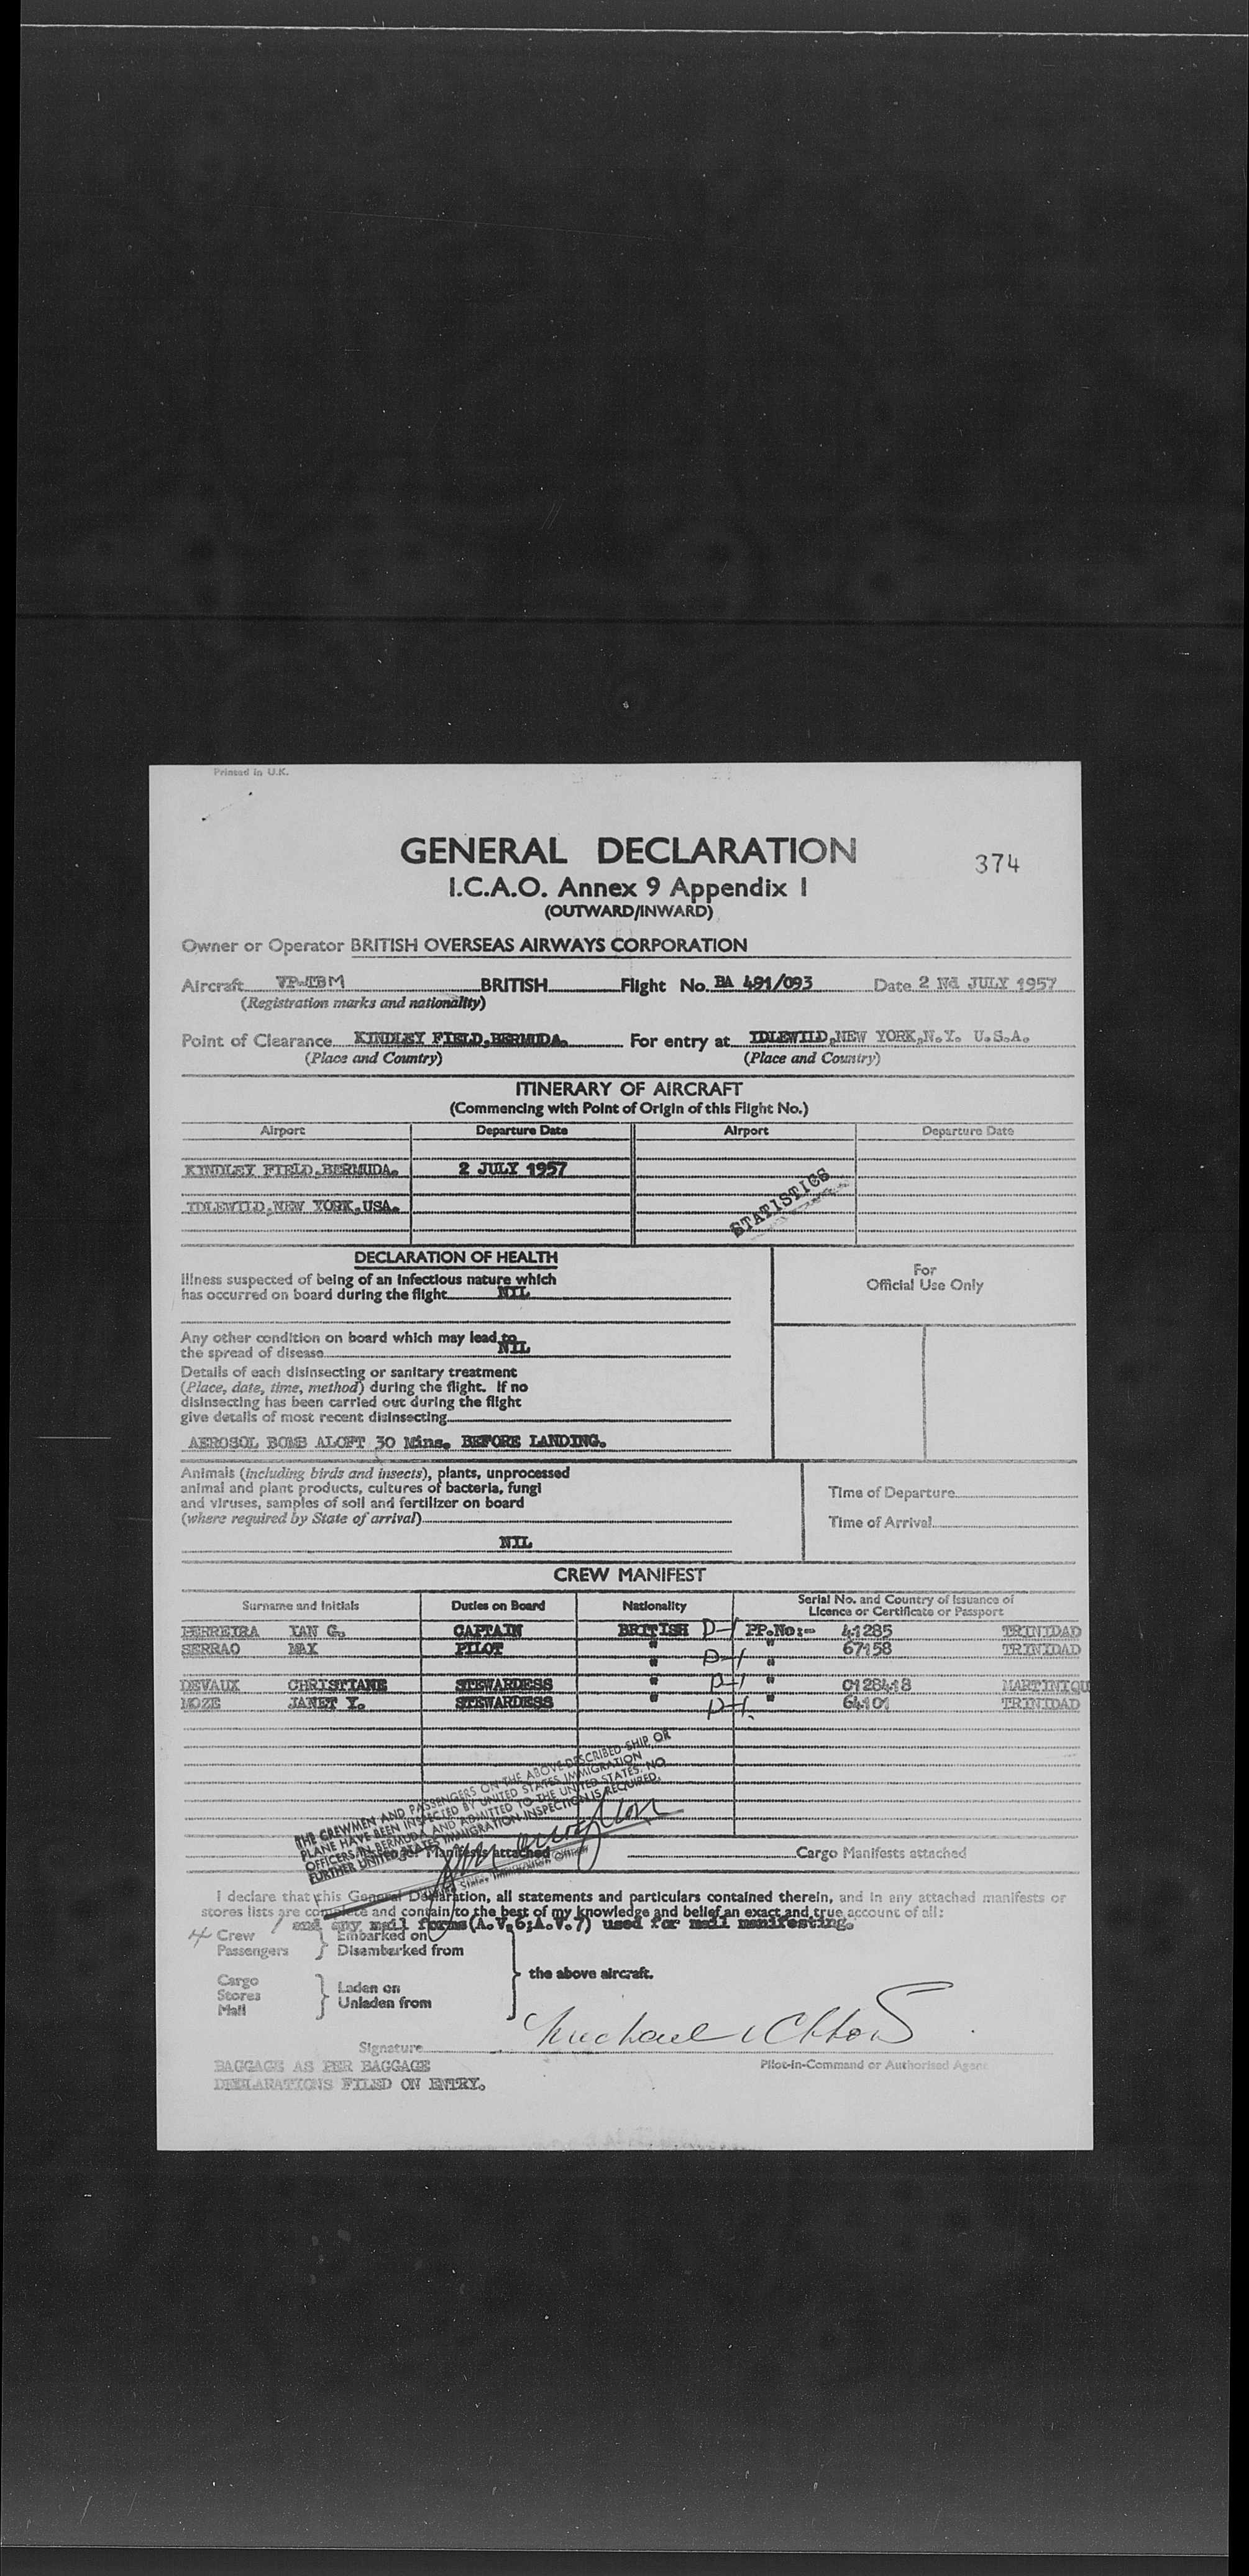 Printed in U.K.
GENERAL DECLARATION
374
I.C.A.O. Annex 9 Appendix 1
(OUTWARD/INWARD)
Owner or Operator BRITISH OVERSEAS AIRWAYS CORPORATION
Aircraft VP-TBM BRITISH Flight No. BA 491/093 Date 2 Nd JULY 1957
(Registration marks and nationality)
Point of Clearance KINDLEY FIELD,BERMUDA. For entry at IDLEWILD,NEW YORK,N.Y. U.S.A.
(Place and Country) (Place and Country)
ITINERARY OF AIRCRAFT
(Commencing with Point of Origin of this Flight No.)
Airport Departure Date Airport Departure Date
KINDLEY FIELD,BERMUDA. 2 JULY 1957
STATISTICS
IDLEWILD,NEW YORK,USA.
DECLARATION OF HEALTH
Illness suspected of being of an infectious nature which
has occurred on board during the flight NIL
For
Official Use Only
Any other condition on board which may lead to
the spread of disease NIL
Details of each disinsecting or sanitary treatment
(Place, date, time, method) during the flight. If no
disinsecting has been carried out during the flight
give details of most recent disinsecting
AEROSOL BOMB ALOFT 30 Mins. BEFORE LANDING.
Animals (including birds and insects), plants, unprocessed
animal and plant products, cultures of bacteria, fungi
and viruses, samples of soil and fertilizer on board
(where required by State of arrival)
NIL
Time of Departure
Time of Arrival
CREW MANIFEST
Surname and Initials Duties on Board Nationality Serial No. and Country of Issuance of
Licence or Certificate or Passport
PERREIRA IAN G. CAPTAIN BRITISH D-1 PP.No:- 41285 TRINIDAD
SERRAO MAX PILOT " D-1 " 67158 TRINIDAD
" "
DEVAUX CHRISTIANE STEWARDESS " D-1 " 0128418 MARTINIQU
MOZE JANET Y. STEWARDESS " D-1. " 64101 TRINIDAD
THE CREWMEN AND PASSENGERS ON THE ABOVE-DESCRIBED SHIP OR
PLANE HAVE BEEN INSPECTED BY UNITED STATES IMMIGRATION
OFFICERS IN BERMUDA AND ADMITTED TO THE UNITED STATES. NO
FURTHER UNITED STATES IMMIGRATION INSPECTION IS REQUIRED.
States Immigration Officer
Manifests attached Cargo Manifests attached
I declare that this General Declaration, all statements and particulars contained therein, and in any attached manifests or
stores lists are complete and contain/to the best of my knowledge and belief an exact and true account of all:
/ and any mail forms(A.V.6;A.V.7) used for mail manifesting.
4 Crew
Passengers
Embarked on
Disembarked from
the above aircraft.
Cargo
Stores
Mail
Laden on
Unladen from
Signature Michael
Pilot-in-Command or Authorised Agent
BAGGAGE AS PER BAGGAGE
DECLARATIONS FILED ON ENTRY.